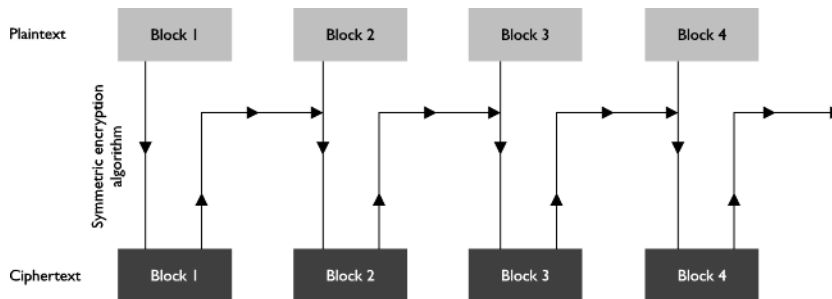 Plaintext
Block 1
Block 2
Block 3
Block 4
Symmetric encryption
algorithm
Ciphertext
Block 1
Block 2
Block 3
Block 4